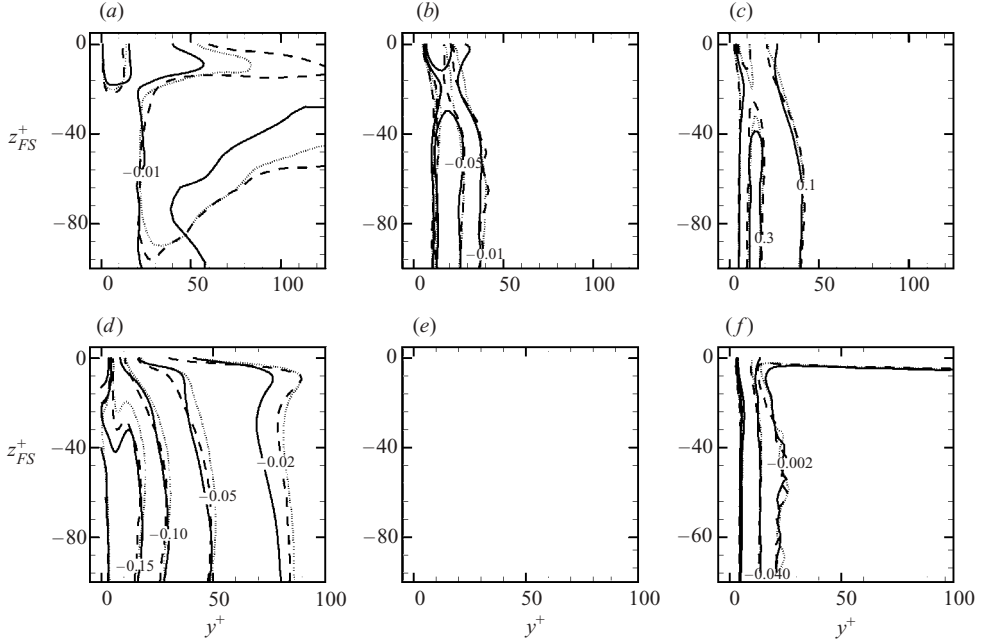 (a) (b) (c)
0 0 0
−40 −40 −40
−80 −80 −80
z+FS
−0.01
−0.05
−0.01
0.1
0.3
0 50 100 0 50 100 0 50 100
(d) (e) (f)
0 0 0
−40 −40 −20
−80 −80 −40
−60
z+FS
−0.02
−0.05
−0.10
−0.15
−0.002
−0.040
0 50 100 0 50 100 0 50 100
y+ y+ y+